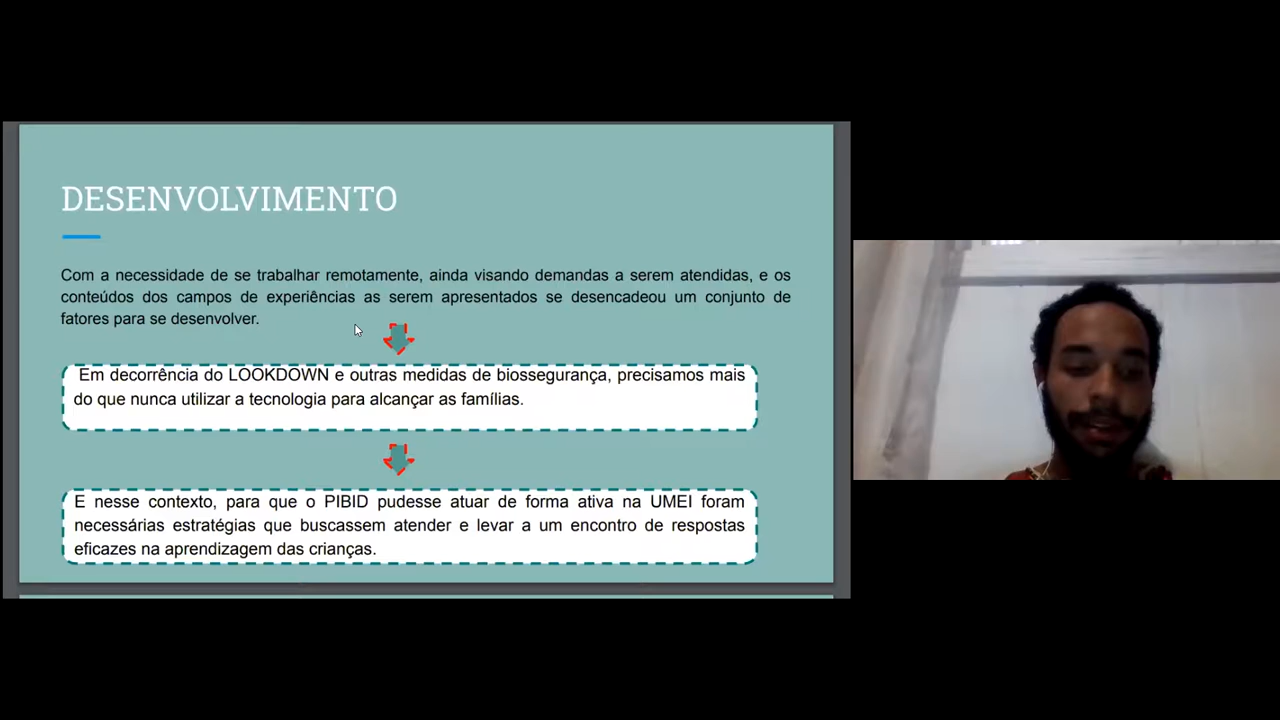 DESENVOLVIMENTO
Com a necessidade de se trabalhar remotamente, ainda visando demandas a serem atendidas, e os
conteúdos dos campos de experiências as serem apresentados se desencadeou um conjunto de
fatores para se desenvolver.
Em decorrência do LOOKDOWN e outras medidas de biossegurança, precisamos mais
do que nunca utilizar a tecnologia para alcançar as famílias.
E nesse contexto, para que o PIBID pudesse atuar de forma ativa na UMEI foram
necessárias estratégias que buscassem atender e levar a um encontro de respostas
eficazes na aprendizagem das crianças.